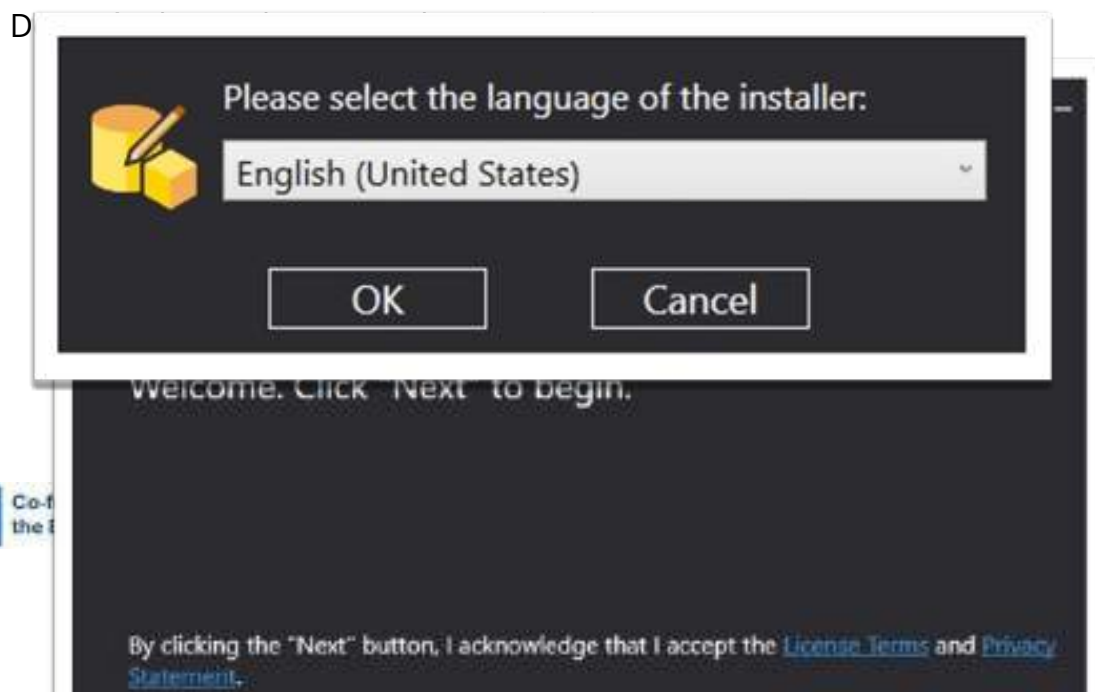 D
Please select the language of the installer:
English (United States)
OK Cancel
Welcome. Click "Next" to begin.
Co-f
the E
By clicking the "Next" button, I acknowledge that I accept the License Terms and Privacy
Statement.